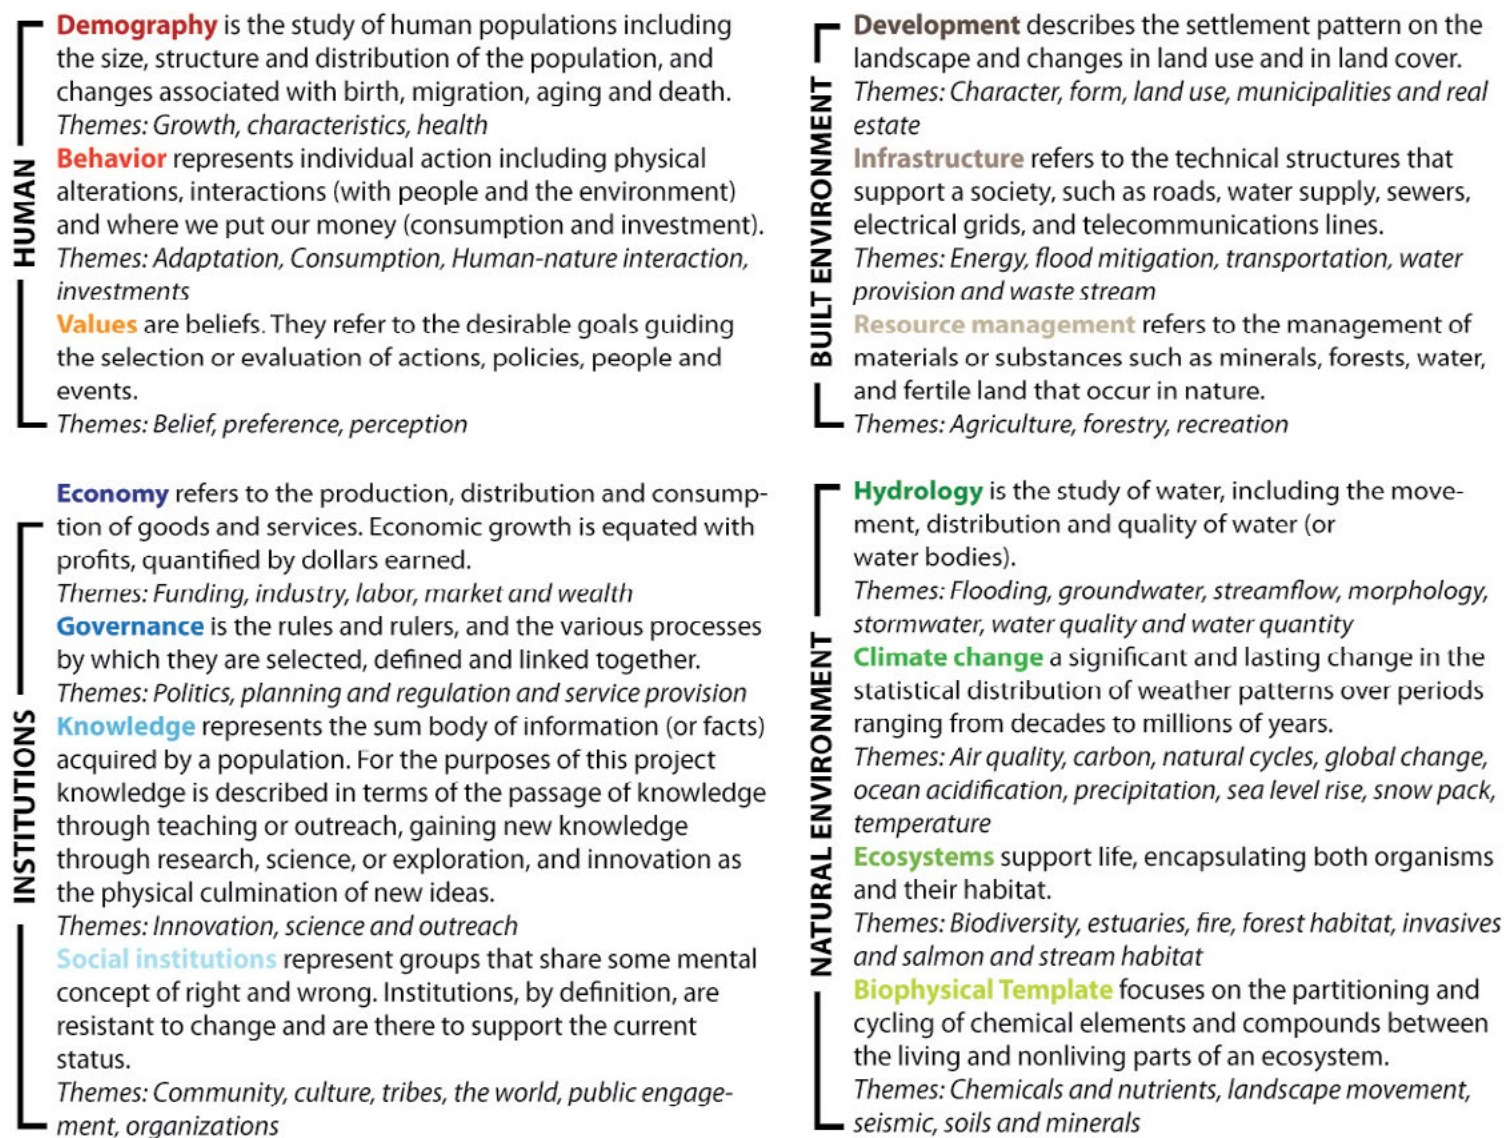 HUMAN
Demography is the study of human populations including
the size, structure and distribution of the population, and
changes associated with birth, migration, aging and death.
Themes: Growth, characteristics, health
Behavior represents individual action including physical
alterations, interactions (with people and the environment)
and where we put our money (consumption and investment).
Themes: Adaptation, Consumption, Human-nature interaction,
investments
Values are beliefs. They refer to the desirable goals guiding
the selection or evaluation of actions, policies, people and
events.
Themes: Belief, preference, perception
BUILT ENVIRONMENT
Development describes the settlement pattern on the
landscape and changes in land use and in land cover.
Themes: Character, form, land use, municipalities and real
estate
Infrastructure refers to the technical structures that
support a society, such as roads, water supply, sewers,
electrical grids, and telecommunications lines.
Themes: Energy, flood mitigation, transportation, water
provision and waste stream
Resource management refers to the management of
materials or substances such as minerals, forests, water,
and fertile land that occur in nature.
Themes: Agriculture, forestry, recreation
INSTITUTIONS
Economy refers to the production, distribution and consump-
tion of goods and services. Economic growth is equated with
profits, quantified by dollars earned.
Themes: Funding, industry, labor, market and wealth
Governance is the rules and rulers, and the various processes
by which they are selected, defined and linked together.
Themes: Politics, planning and regulation and service provision
Knowledge represents the sum body of information (or facts)
acquired by a population. For the purposes of this project
knowledge is described in terms of the passage of knowledge
through teaching or outreach, gaining new knowledge
through research, science, or exploration, and innovation as
the physical culmination of new ideas.
Themes: Innovation, science and outreach
Social institutions represent groups that share some mental
concept of right and wrong. Institutions, by definition, are
resistant to change and are there to support the current
status.
Themes: Community, culture, tribes, the world, public engage-
ment, organizations
NATURAL ENVIRONMENT
Hydrology is the study of water, including the move-
ment, distribution and quality of water (or
water bodies).
Themes: Flooding, groundwater, streamflow, morphology,
stormwater, water quality and water quantity
Climate change a significant and lasting change in the
statistical distribution of weather patterns over periods
ranging from decades to millions of years.
Themes: Air quality, carbon, natural cycles, global change,
ocean acidification, precipitation, sea level rise, snow pack,
temperature
Ecosystems support life, encapsulating both organisms
and their habitat.
Themes: Biodiversity, estuaries, fire, forest habitat, invasives
and salmon and stream habitat
Biophysical Template focuses on the partitioning and
cycling of chemical elements and compounds between
the living and nonliving parts of an ecosystem.
Themes: Chemicals and nutrients, landscape movement,
seismic, soils and minerals